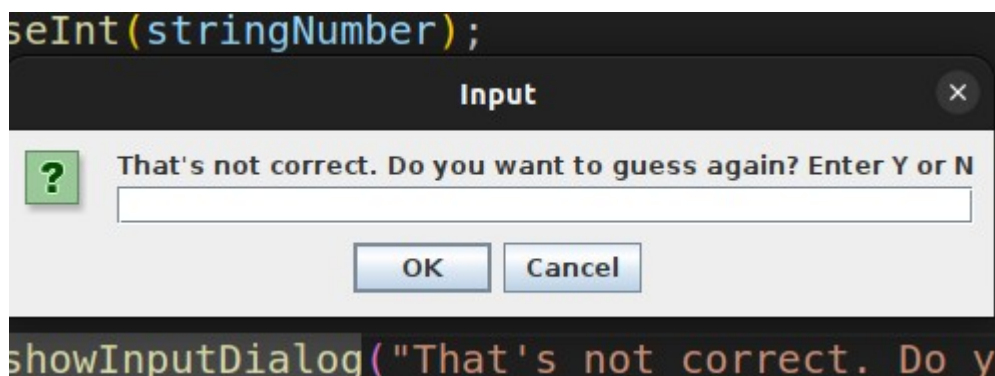 seInt(stringNumber);
Input
?
That's not correct. Do you want to guess again? Enter Y or N
OK Cancel
showInputDialog("That's not correct. Do y